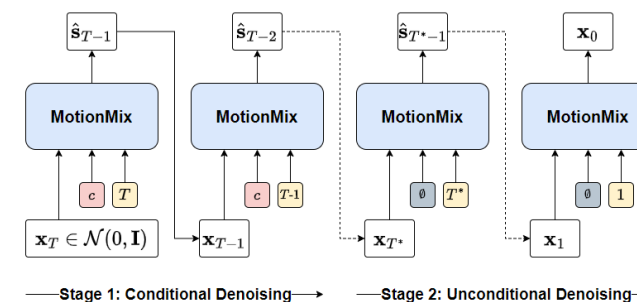 ŝ_{T−1} ŝ_{T−2} ŝ_{T*−1} x_0
MotionMix MotionMix MotionMix MotionMix
c T c T-1 ∅ T* ∅ 1
x_T ∈ 𝒩(0, I) x_{T−1} x_{T*} x_1
Stage 1: Conditional Denoising Stage 2: Unconditional Denoising